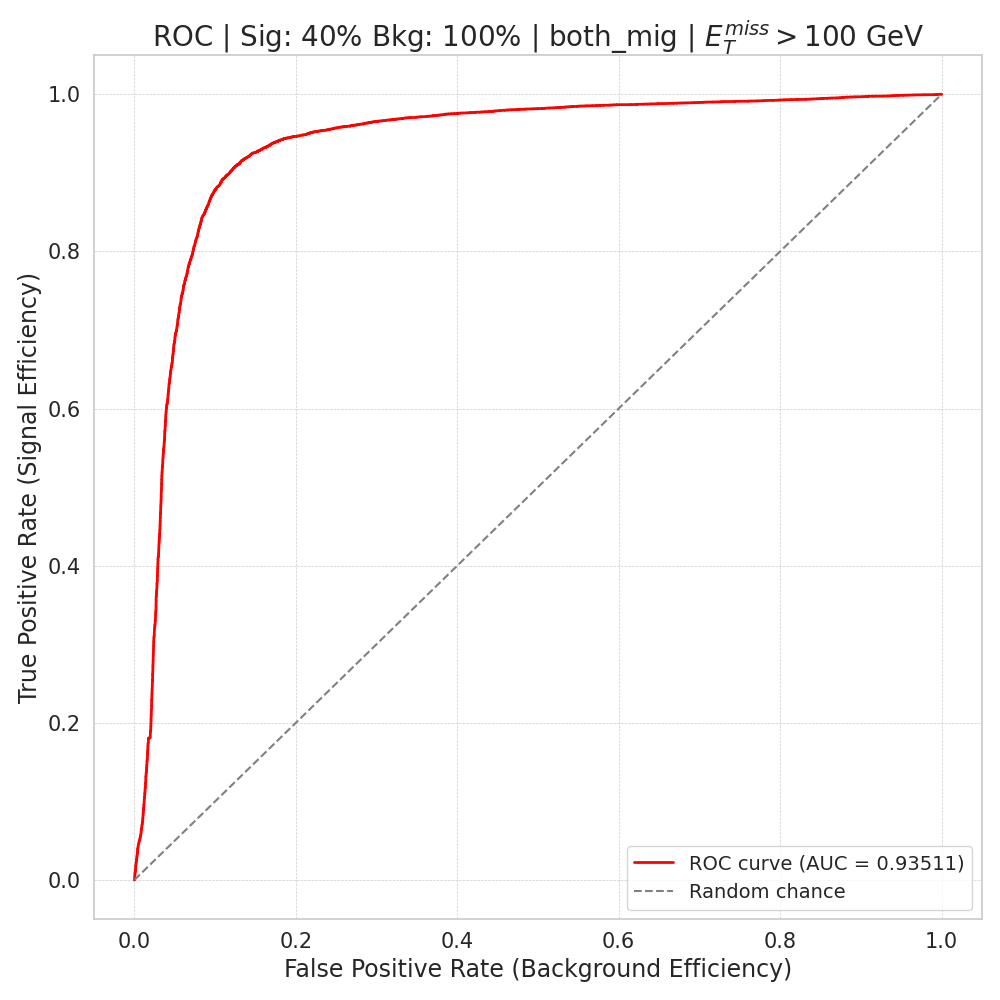 ROC | Sig: 40% Bkg: 100% | both_mig | $E_T^{miss} > 100$ GeV
True Positive Rate (Signal Efficiency)
1.0
0.8
0.6
0.4
0.2
0.0
ROC curve (AUC = 0.93511)
Random chance
0.0 0.2 0.4 0.6 0.8 1.0
False Positive Rate (Background Efficiency)